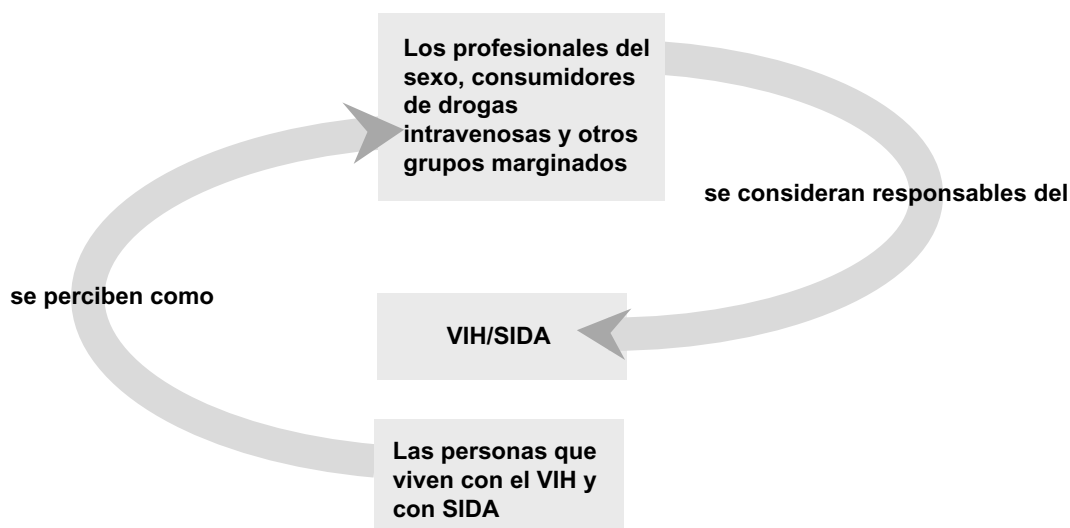 Los profesionales del
sexo, consumidores
de drogas
intravenosas y otros
grupos marginados
se consideran responsables del
se perciben como
VIH/SIDA
Las personas que
viven con el VIH y
con SIDA